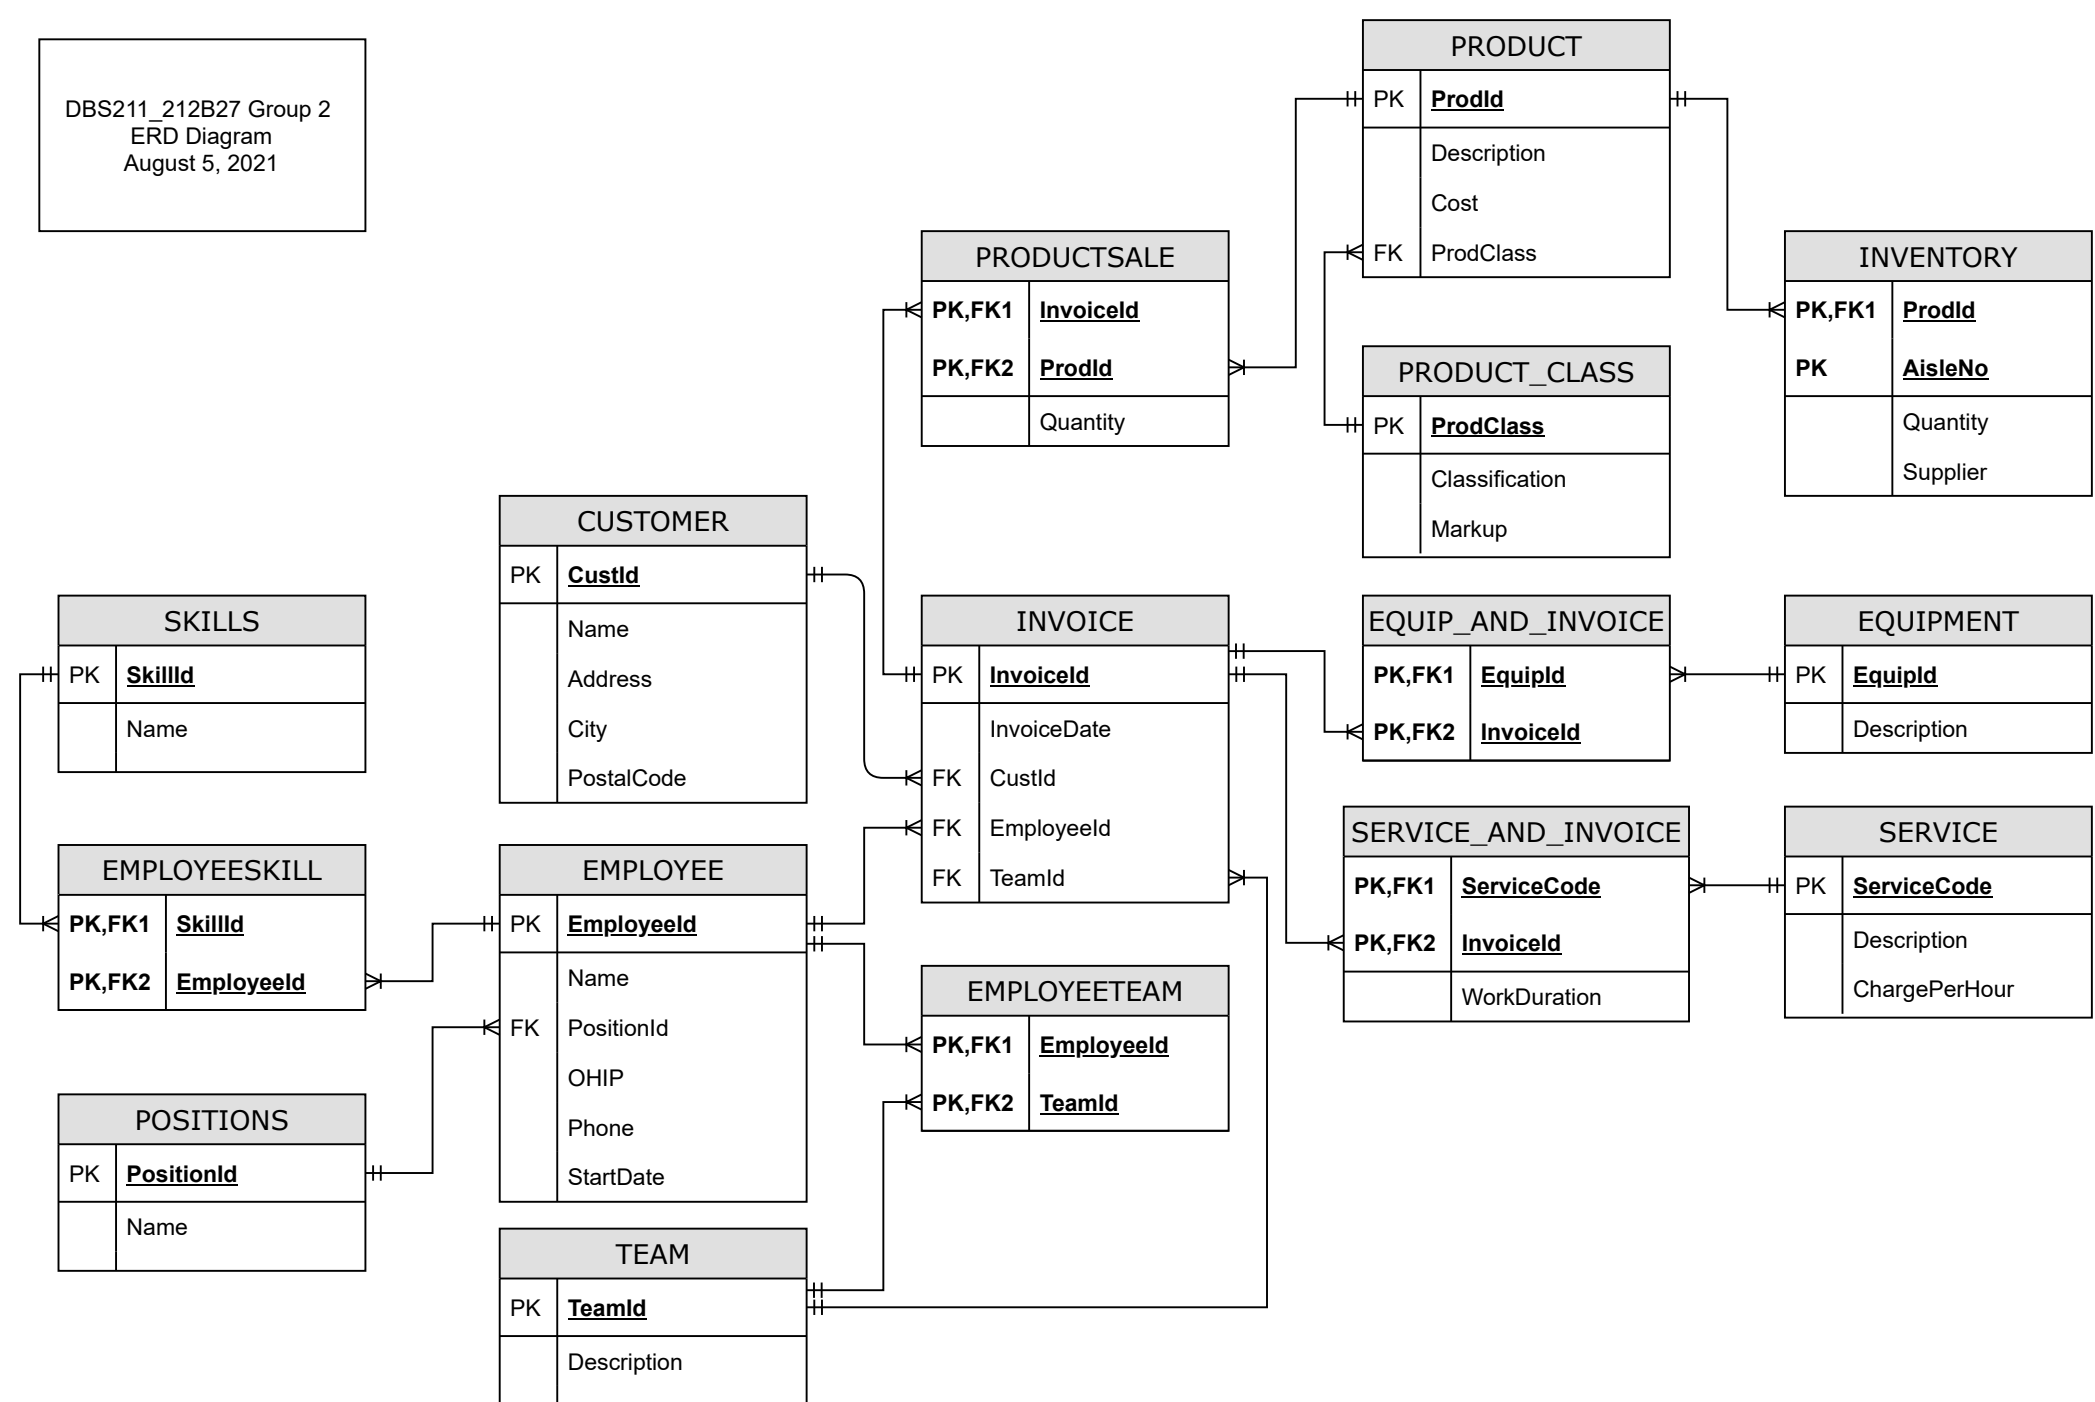 DBS211_212B27 Group 2
ERD Diagram
August 5, 2021
PRODUCT
PK ProdId
Description
Cost
FK ProdClass
PRODUCTSALE
PK,FK1 InvoiceId
PK,FK2 ProdId
Quantity
INVENTORY
PK,FK1 ProdId
PK AisleNo
Quantity
Supplier
PRODUCT_CLASS
PK ProdClass
Classification
Markup
CUSTOMER
PK CustId
Name
Address
City
PostalCode
SKILLS
PK SkillId
Name
INVOICE
PK InvoiceId
InvoiceDate
FK CustId
FK EmployeeId
FK TeamId
EQUIP_AND_INVOICE
PK,FK1 EquipId
PK,FK2 InvoiceId
EQUIPMENT
PK EquipId
Description
SERVICE_AND_INVOICE
PK,FK1 ServiceCode
PK,FK2 InvoiceId
WorkDuration
SERVICE
PK ServiceCode
Description
ChargePerHour
EMPLOYEESKILL
PK,FK1 SkillId
PK,FK2 EmployeeId
EMPLOYEE
PK EmployeeId
Name
FK PositionId
OHIP
Phone
StartDate
EMPLOYEETEAM
PK,FK1 EmployeeId
PK,FK2 TeamId
POSITIONS
PK PositionId
Name
TEAM
PK TeamId
Description